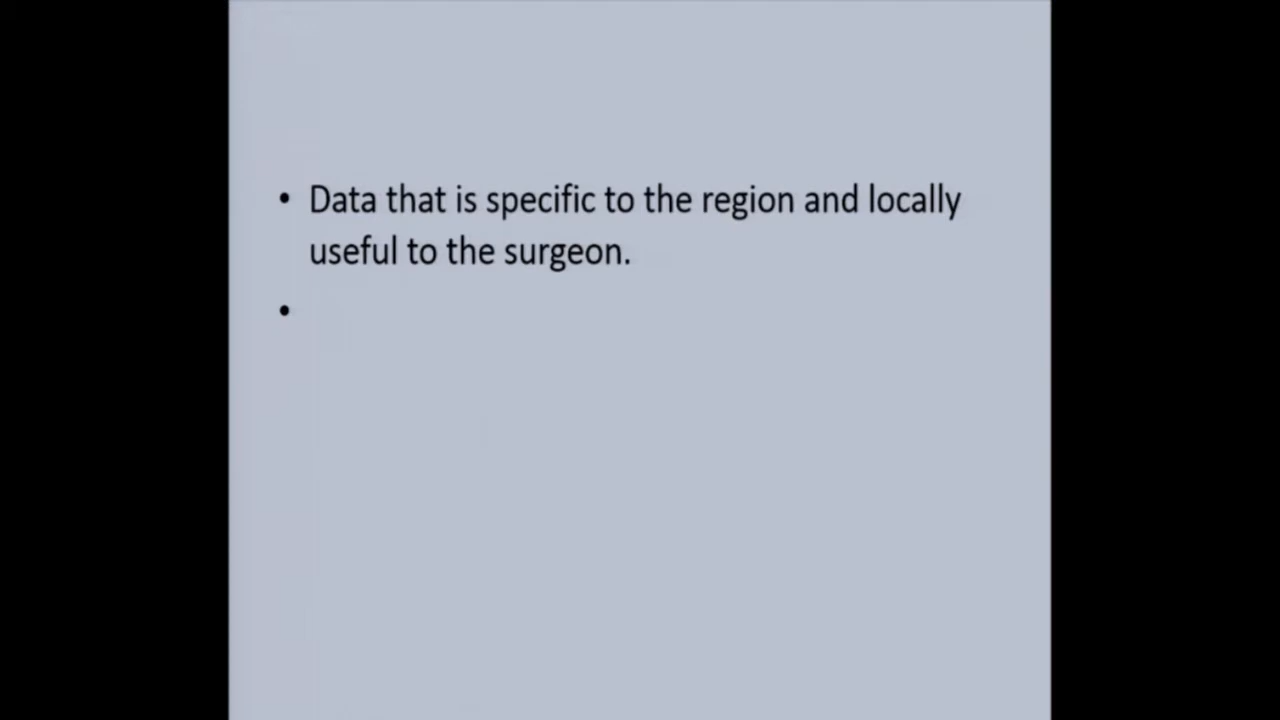 • Data that is specific to the region and locally
useful to the surgeon.
•